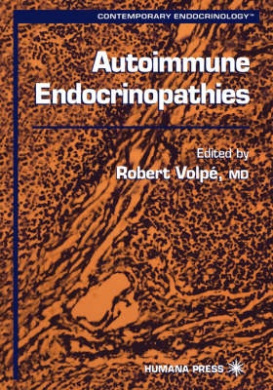 CONTEMPORARY ENDOCRINOLOGY™
Autoimmune
Endocrinopathies
Edited by
Robert Volpé, MD
HUMANA PRESS